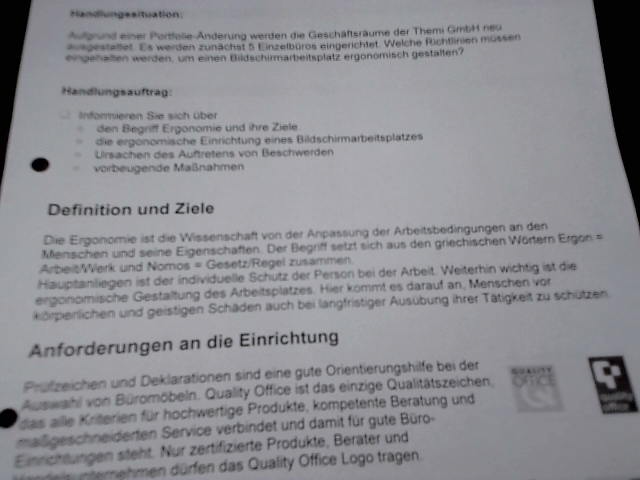 Handlungssituation:
Aufgrund einer Portfolio-Änderung werden die Geschäftsräume der Themi GmbH neu
ausgestattet. Es werden zunächst 5 Einzelbüros eingerichtet. Welche Richtlinien müssen
eingehalten werden, um einen Bildschirmarbeitsplatz ergonomisch gestalten?
Handlungsauftrag:
Informieren Sie sich über
den Begriff Ergonomie und ihre Ziele
die ergonomische Einrichtung eines Bildschirmarbeitsplatzes
Ursachen des Auftretens von Beschwerden
vorbeugende Maßnahmen
Definition und Ziele
Die Ergonomie ist die Wissenschaft von der Anpassung der Arbeitsbedingungen an den
Menschen und seine Eigenschaften. Der Begriff setzt sich aus den griechischen Wörtern Ergon =
Arbeit/Werk und Nomos = Gesetz/Regel zusammen.
Hauptanliegen ist der individuelle Schutz der Person bei der Arbeit. Weiterhin wichtig ist die
ergonomische Gestaltung des Arbeitsplatzes. Hier kommt es darauf an, Menschen vor
körperlichen und geistigen Schäden auch bei langfristiger Ausübung ihrer Tätigkeit zu schützen.
Anforderungen an die Einrichtung
Prüfzeichen und Deklarationen sind eine gute Orientierungshilfe bei der
Auswahl von Büromöbeln. Quality Office ist das einzige Qualitätszeichen,
das alle Kriterien für hochwertige Produkte, kompetente Beratung und
maßgeschneiderten Service verbindet und damit für gute Büro-
Einrichtungen steht. Nur zertifizierte Produkte, Berater und
Handelsunternehmen dürfen das Quality Office Logo tragen.
QUALITY
OFFICE
Quality
office